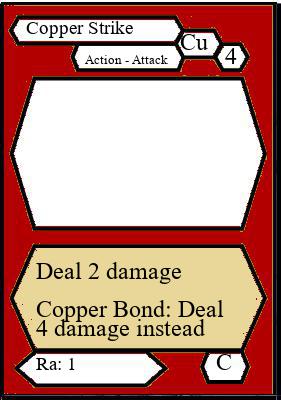 Copper Strike
Cu
Action - Attack
4
Deal 2 damage
Copper Bond: Deal
4 damage instead
Ra: 1
C